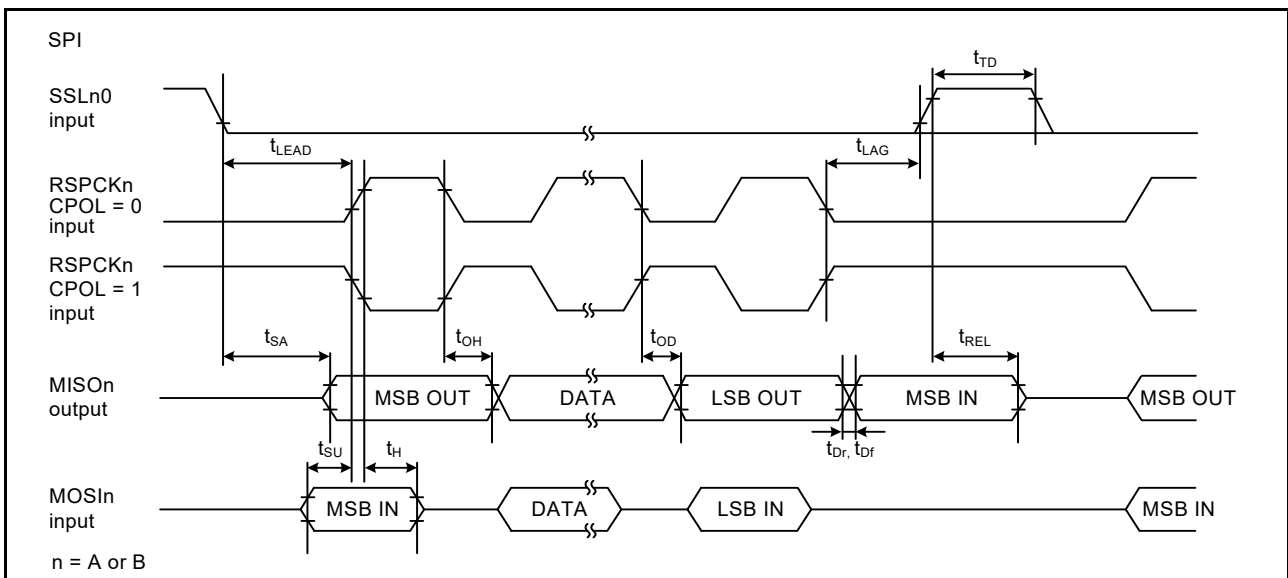 SPI
SSLn0
input
tTD
tLEAD
tLAG
RSPCKn
CPOL = 0
input
RSPCKn
CPOL = 1
input
tSA
tOH
tOD
tREL
MISOn
output
MSB OUT
DATA
LSB OUT
MSB IN
MSB OUT
tSU
tH
tDr, tDf
MOSIn
input
MSB IN
DATA
LSB IN
MSB IN
n = A or B